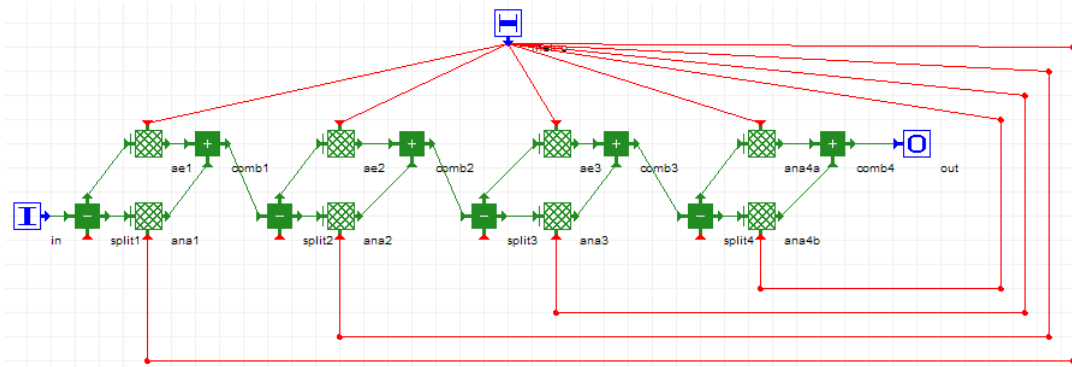 ae1
comb1
ae2
comb2
ae3
comb3
ana4a
comb4
out
in
split1
ana1
split2
ana2
split3
ana3
split4
ana4b